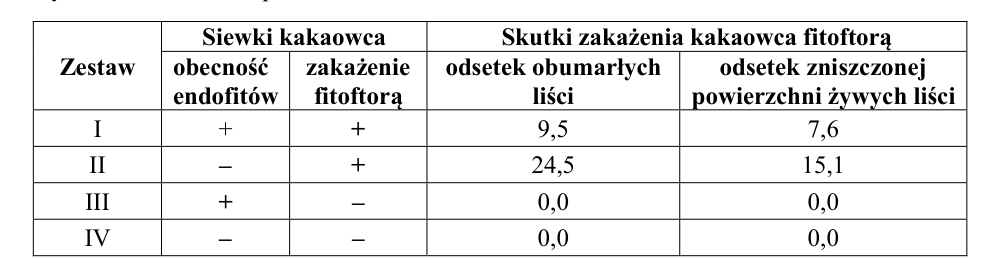 Siewki kakaowca Skutki zakażenia kakaowca fitoftorą
Zestaw obecność endofitów zakażenie fitoftorą odsetek obumarłych liści odsetek zniszczonej powierzchni żywych liści
I + + 9,5 7,6
II – + 24,5 15,1
III + – 0,0 0,0
IV – – 0,0 0,0